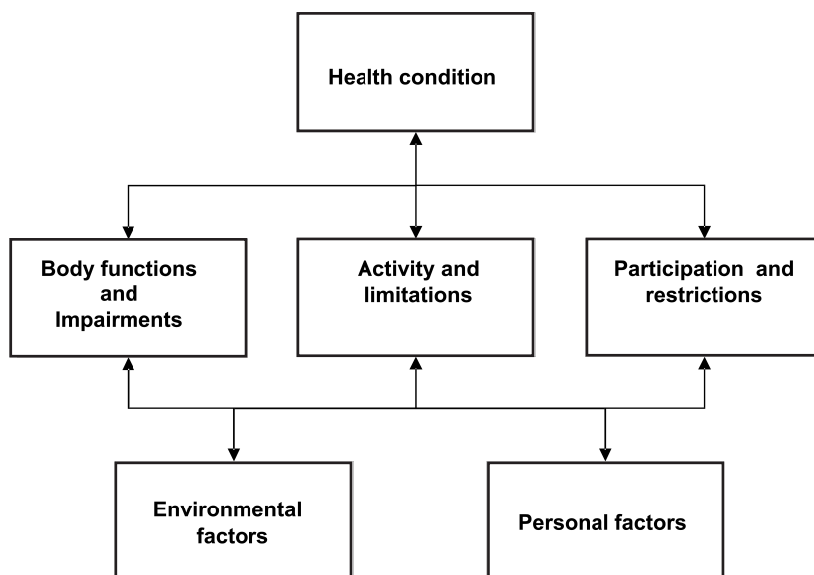 Health condition
Body functions
and
Impairments
Activity and
limitations
Participation and
restrictions
Environmental
factors
Personal factors